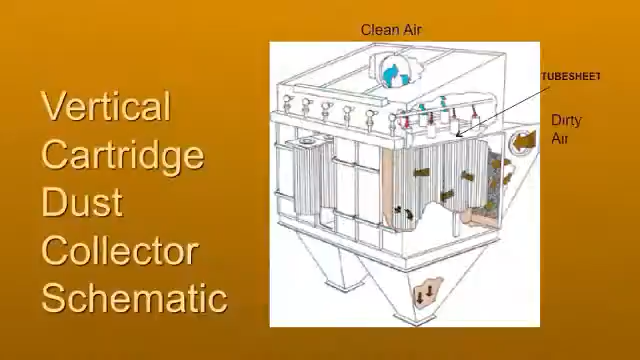 Clean Air
TUBESHEET
Dirty
Air
Vertical
Cartridge
Dust
Collector
Schematic